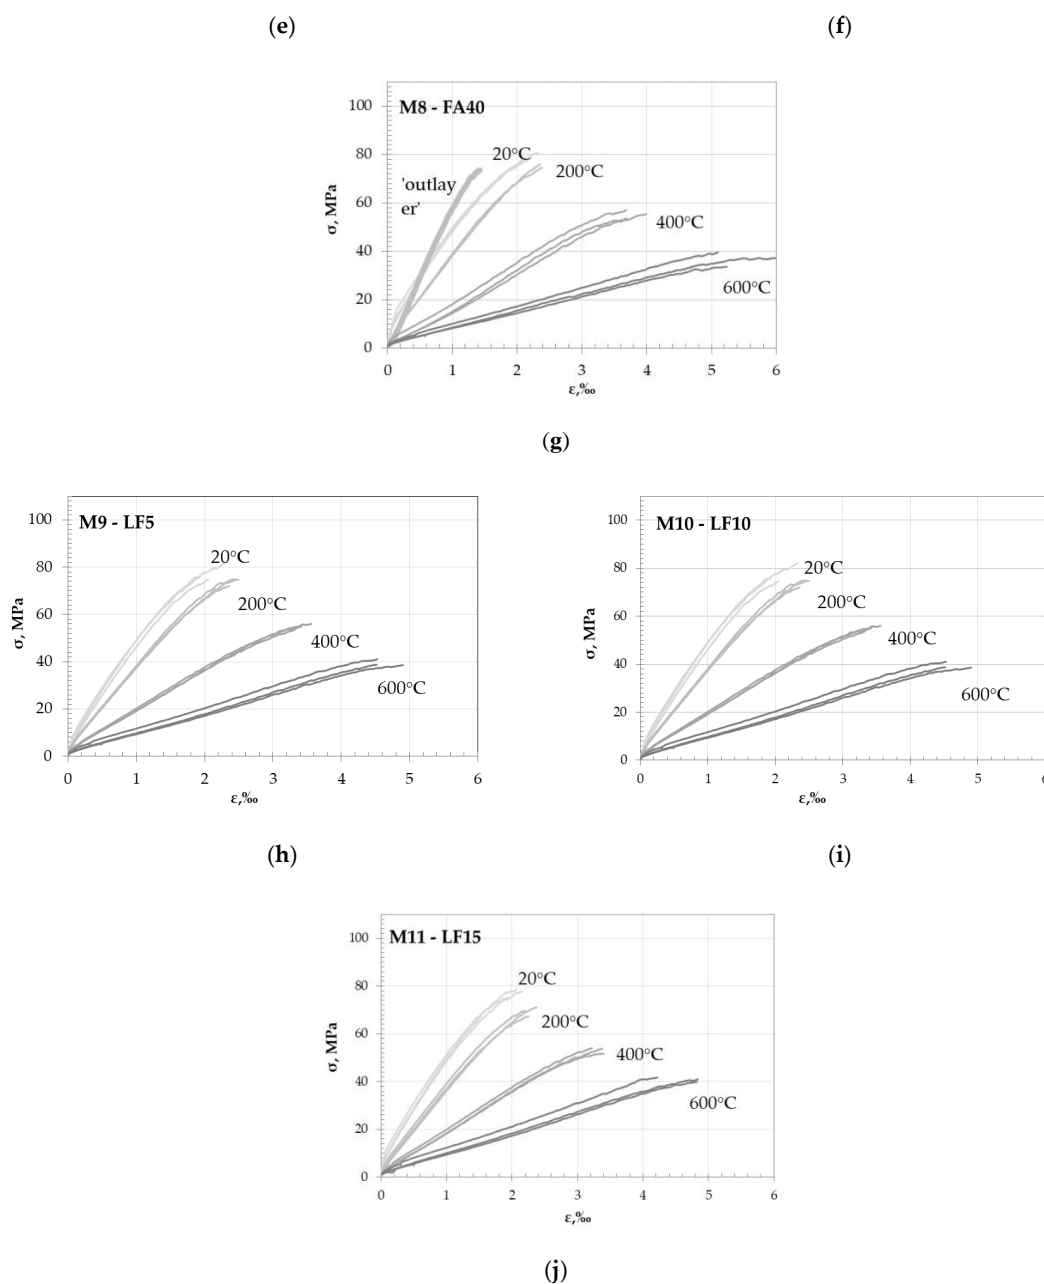 (e)
(f)
M8 - FA40
100
80
60
40
20
0
σ, MPa
20°C
200°C
'outlay
er'
400°C
600°C
0 1 2 3 4 5 6
ε,‰
(g)
M9 - LF5
100
80
60
40
20
0
σ, MPa
20°C
200°C
400°C
600°C
0 1 2 3 4 5 6
ε,‰
(h)
M10 - LF10
100
80
60
40
20
0
σ, MPa
20°C
200°C
400°C
600°C
0 1 2 3 4 5 6
ε,‰
(i)
M11 - LF15
100
80
60
40
20
0
σ, MPa
20°C
200°C
400°C
600°C
0 1 2 3 4 5 6
ε,‰
(j)